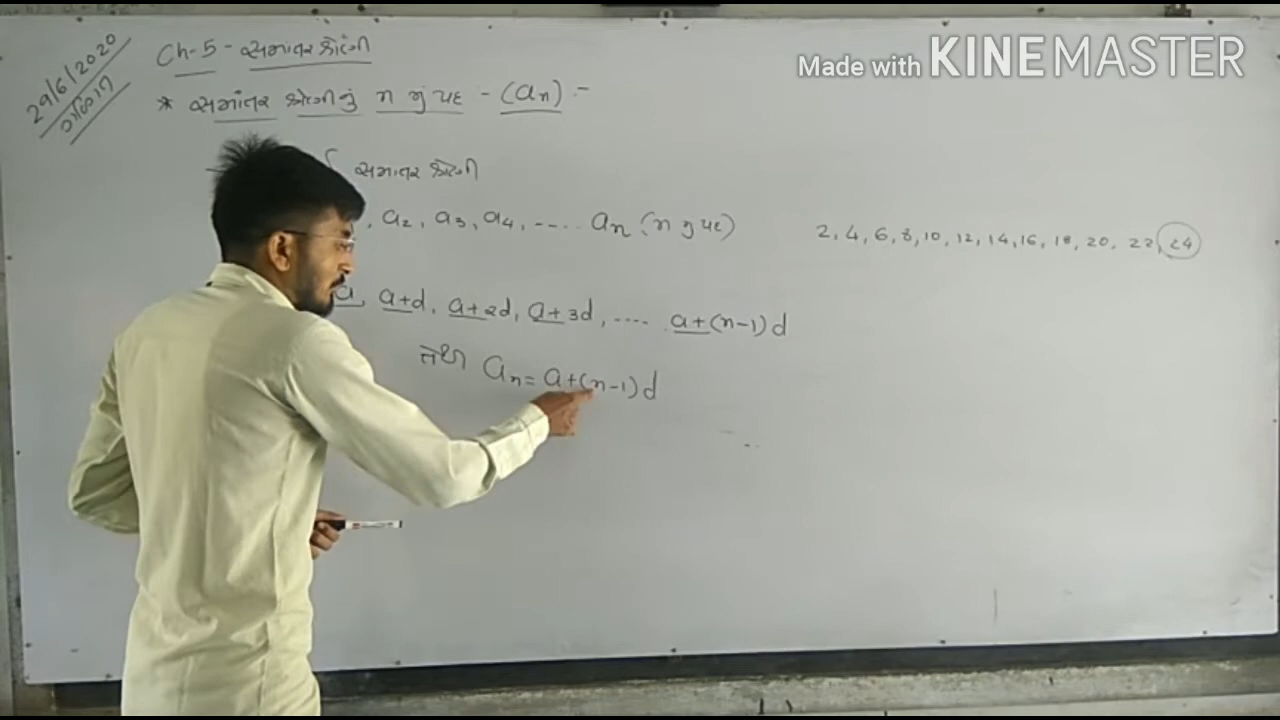 29/6/2020
ગણિત
Ch-5 - સમાંતર શ્રેણી
* સમાંતર શ્રેણીનું n મું પદ - (an) :-
સમાંતર શ્રેણી
, a2, a3, a4, ..... an (n મું પદ)
2, 4, 6, 8, 10, 12, 14, 16, 18, 20, 22, 24
a, a+d, a+2d, a+3d, .... a+(n-1)d
તેથી an = a+(n-1)d
Made with KINEMASTER